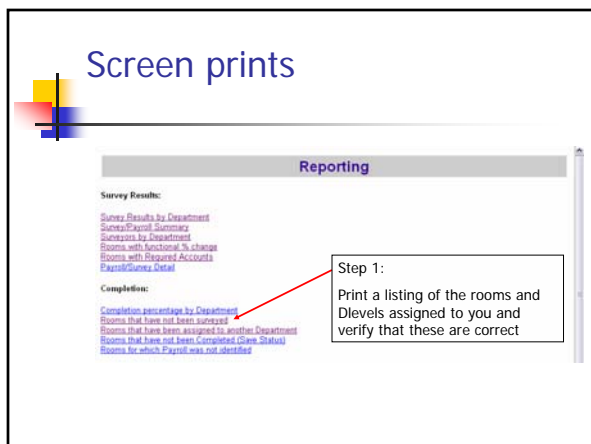 Screen prints
Reporting
Survey Results:
Survey Results by Department
Survey/Payroll Summary
Surveyors by Department
Rooms with functional % change
Rooms with Required Accounts
Payroll/Survey Detail
Completion:
Completion percentage by Department
Rooms that have not been surveyed
Rooms that have been assigned to another Department
Rooms that have not been Completed (Save Status)
Rooms for which Payroll was not identified
Step 1:
Print a listing of the rooms and
Dlevels assigned to you and
verify that these are correct